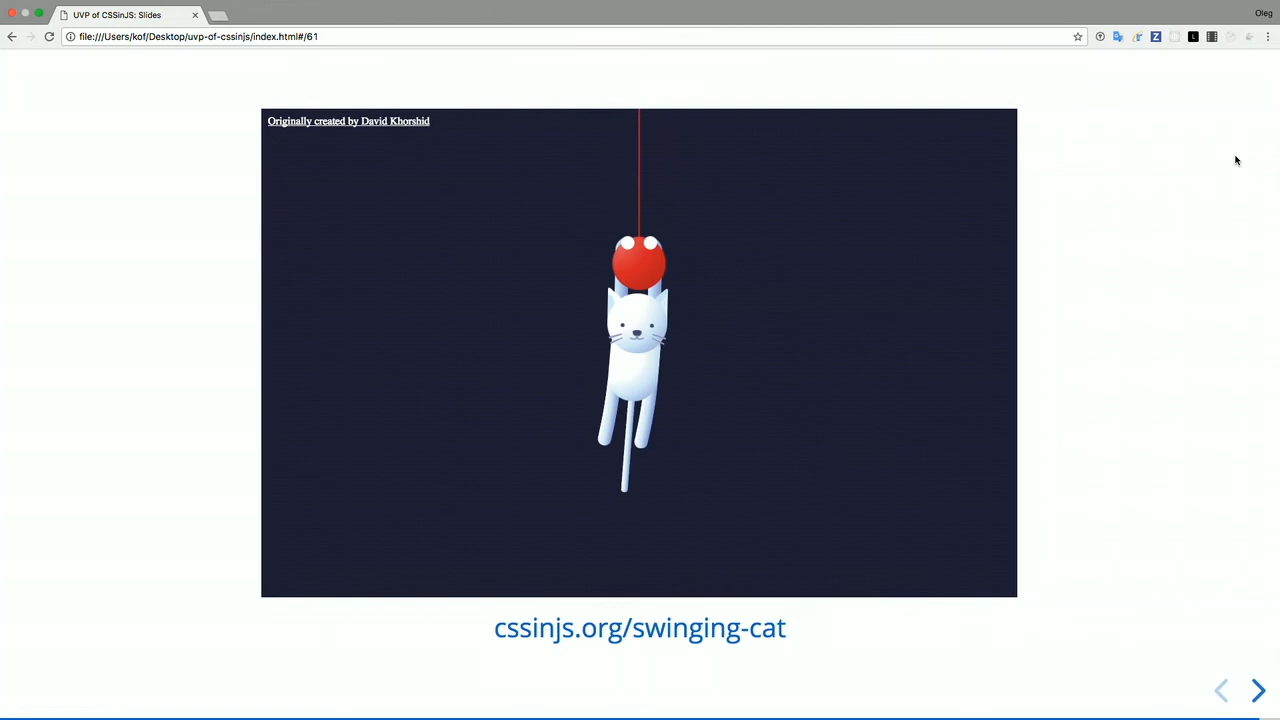 UVP of CSSinJS: Slides
Oleg
file:///Users/kof/Desktop/uvp-of-cssinjs/index.html#/61
Originally created by David Khorshid
cssinjs.org/swinging-cat